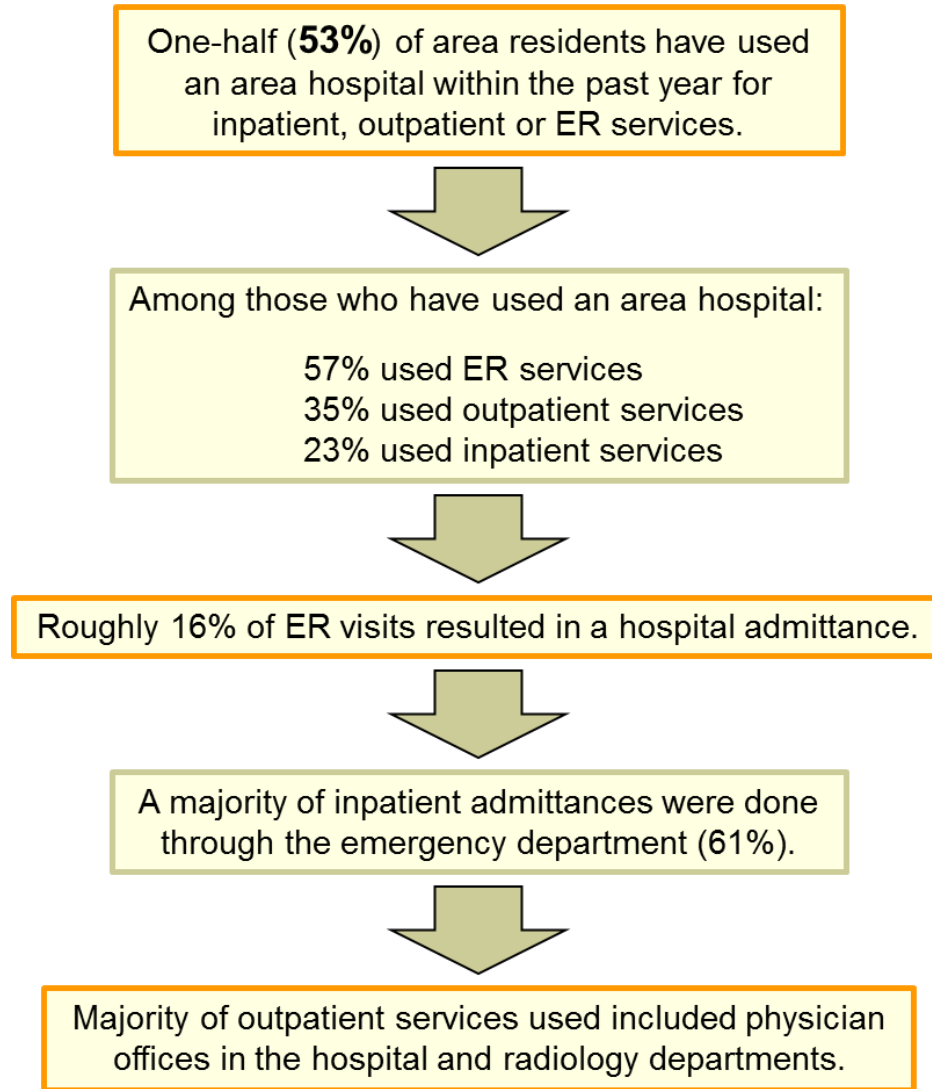 One-half (53%) of area residents have used
an area hospital within the past year for
inpatient, outpatient or ER services.
Among those who have used an area hospital:
57% used ER services
35% used outpatient services
23% used inpatient services
Roughly 16% of ER visits resulted in a hospital admittance.
A majority of inpatient admittances were done
through the emergency department (61%).
Majority of outpatient services used included physician
offices in the hospital and radiology departments.